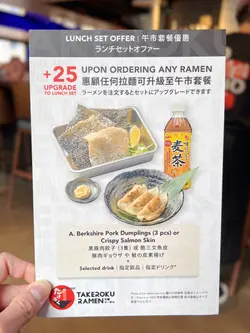 LUNCH SET OFFER | 午市套餐優惠
ランチセットオファー
+25
UPGRADE
TO LUNCH SET
UPON ORDERING ANY RAMEN
惠顧任何拉麵可升級至午市套餐
ラーメンを注文するとセットにアップグレードできます
麦茶
A. Berkshire Pork Dumplings (3 pcs) or
Crispy Salmon Skin
黑豚肉餃子 (3隻) 或 脆三文魚皮
豚肉ギョウザ や 鮭の皮素揚げ
+
Selected drink | 指定飲品 | 指定ドリンク*
TAKEROKU
RAMEN